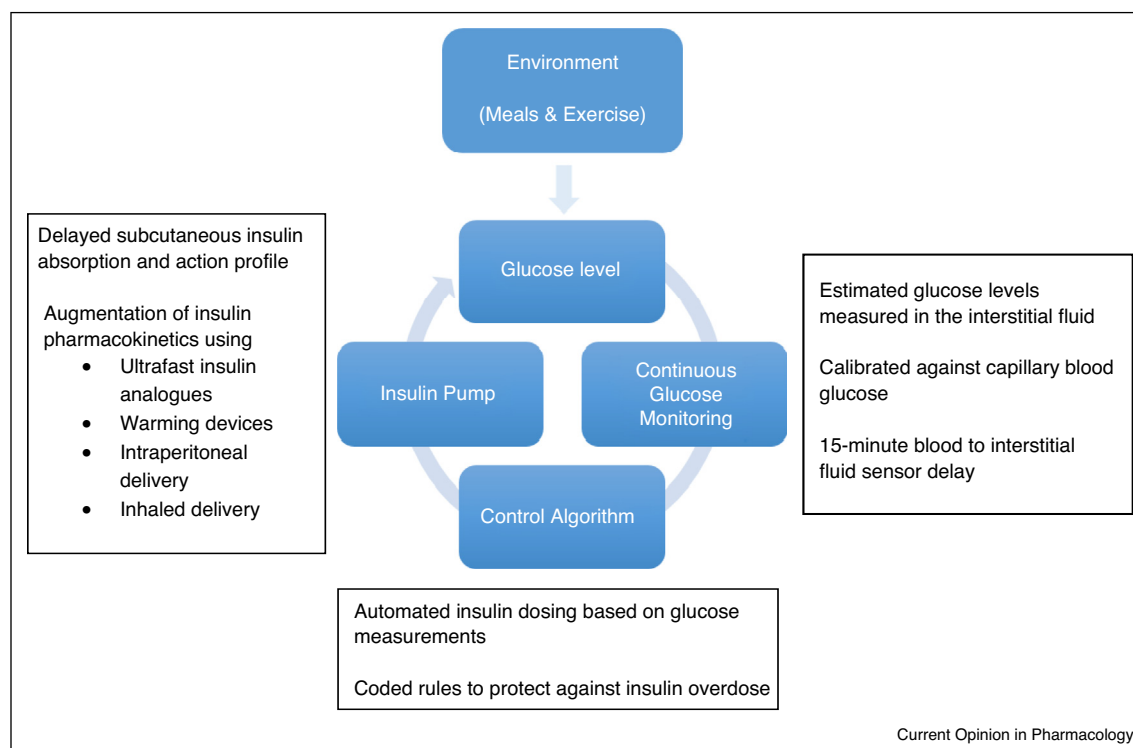 Environment
(Meals & Exercise)
Delayed subcutaneous insulin
absorption and action profile
Augmentation of insulin
pharmacokinetics using
• Ultrafast insulin
analogues
• Warming devices
• Intraperitoneal
delivery
• Inhaled delivery
Glucose level
Insulin Pump
Continuous
Glucose
Monitoring
Control Algorithm
Estimated glucose levels
measured in the interstitial fluid
Calibrated against capillary blood
glucose
15-minute blood to interstitial
fluid sensor delay
Automated insulin dosing based on glucose
measurements
Coded rules to protect against insulin overdose
Current Opinion in Pharmacology